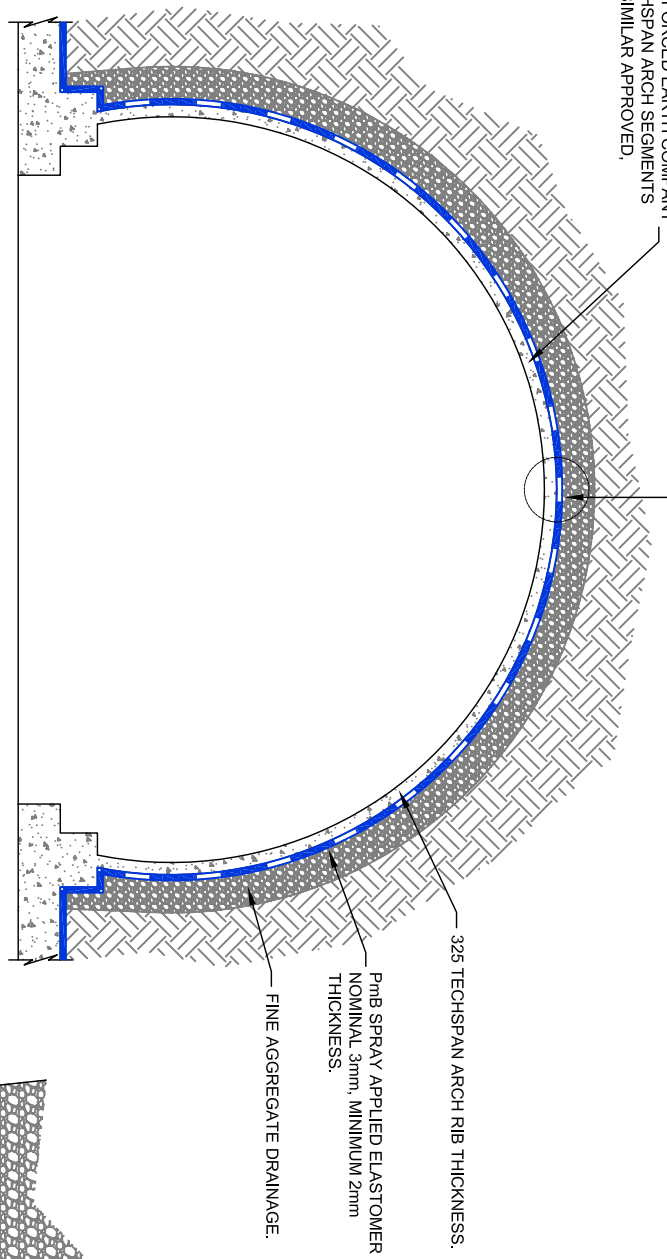 HSPAN ARCH SEGMENTS
SIMILAR APPROVED,
325 TECHSPAN ARCH RIB THICKNESS.
PmB SPRAY APPLIED ELASTOMER
NOMINAL 3mm, MINIMUM 2mm
THICKNESS.
FINE AGGREGATE DRAINAGE.